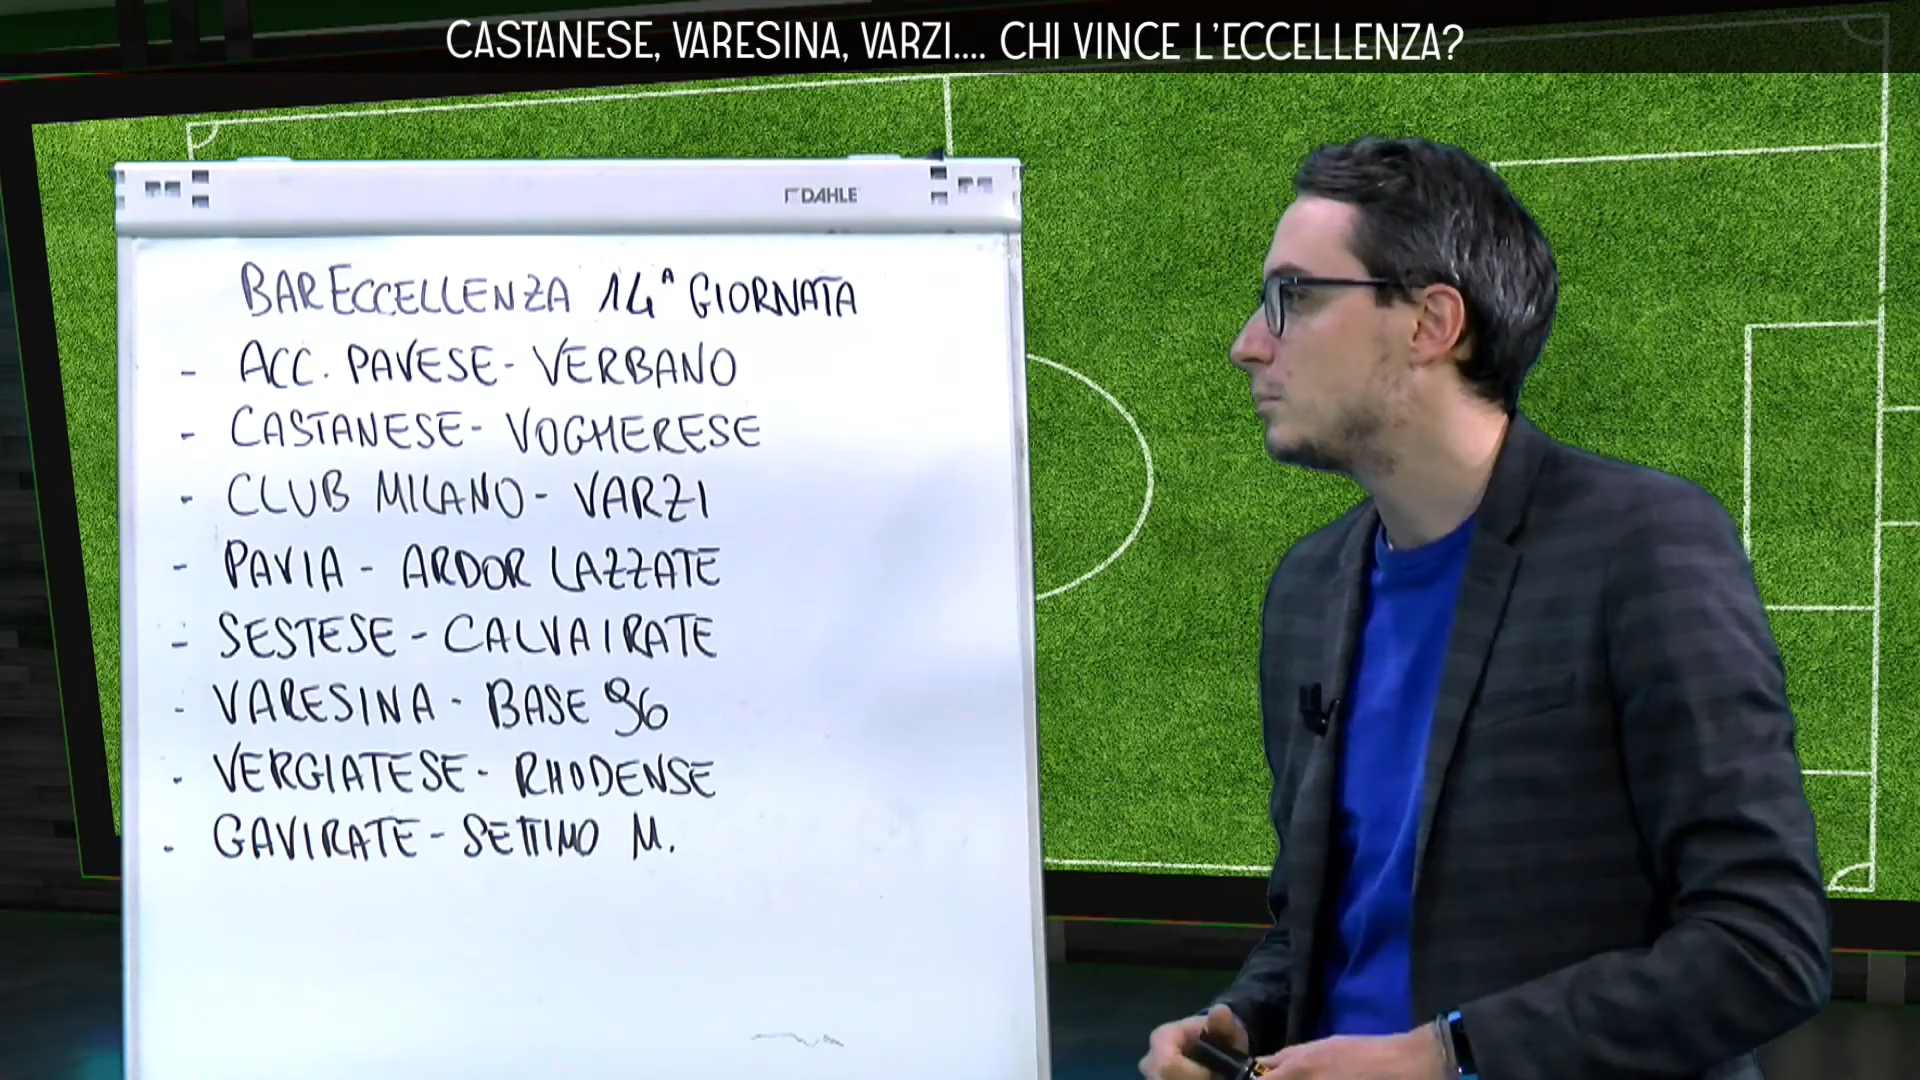 CASTANESE, VARESINA, VARZI.... CHI VINCE L'ECCELLENZA?
DAHLE
BAR ECCELLENZA 14ª GIORNATA
- ACC. PAVESE - VERBANO
- CASTANESE - VOGHERESE
- CLUB MILANO - VARZI
- PAVIA - ARDOR LAZZATE
- SESTESE - CALVAIRATE
- VARESINA - BASE 96
- VERGIATESE - RHODENSE
- GAVIRATE - SETTIMO M.